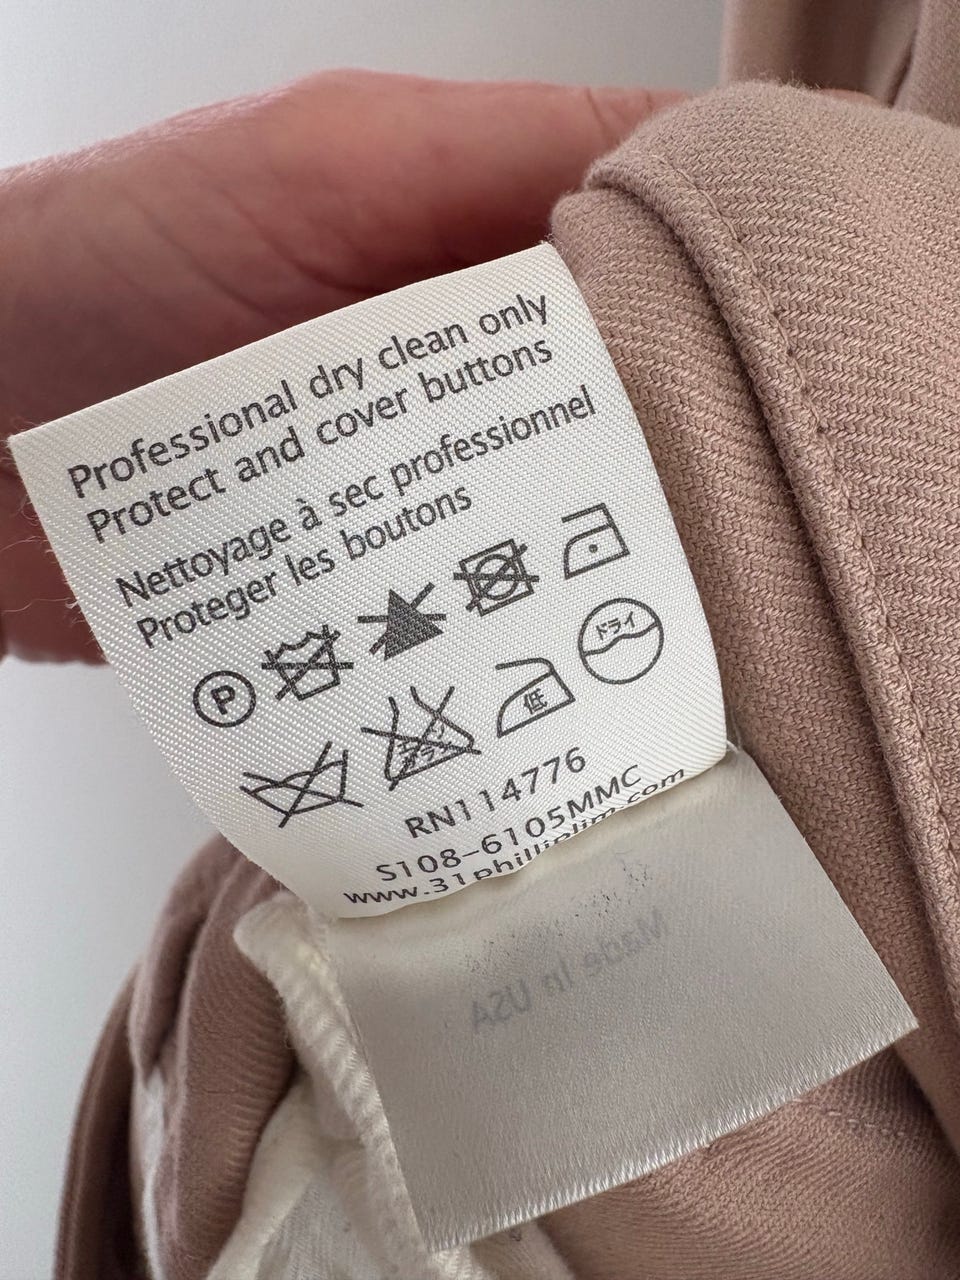 Professional dry clean only
Protect and cover buttons
Nettoyage à sec professionnel
Proteger les boutons
P
低 ドライ
RN114776
S108-6105MMC
www.31philliplim.com
Made In USA